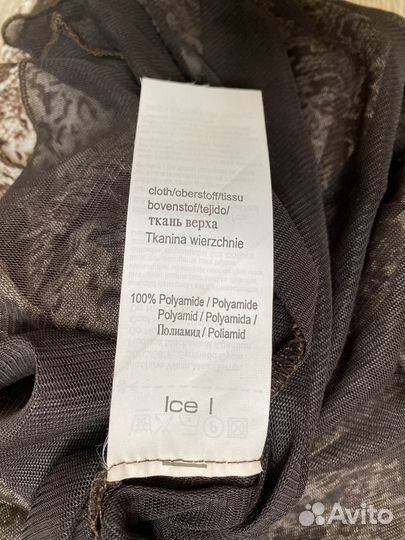 cloth/oberstoff/tissu
bovenstof/tejido/
ткань верха
Tkanina wierzchnie
100% Polyamide / Polyamide
Polyamid / Polyamida /
Полиамид / Poliamid
Ice I
Avito